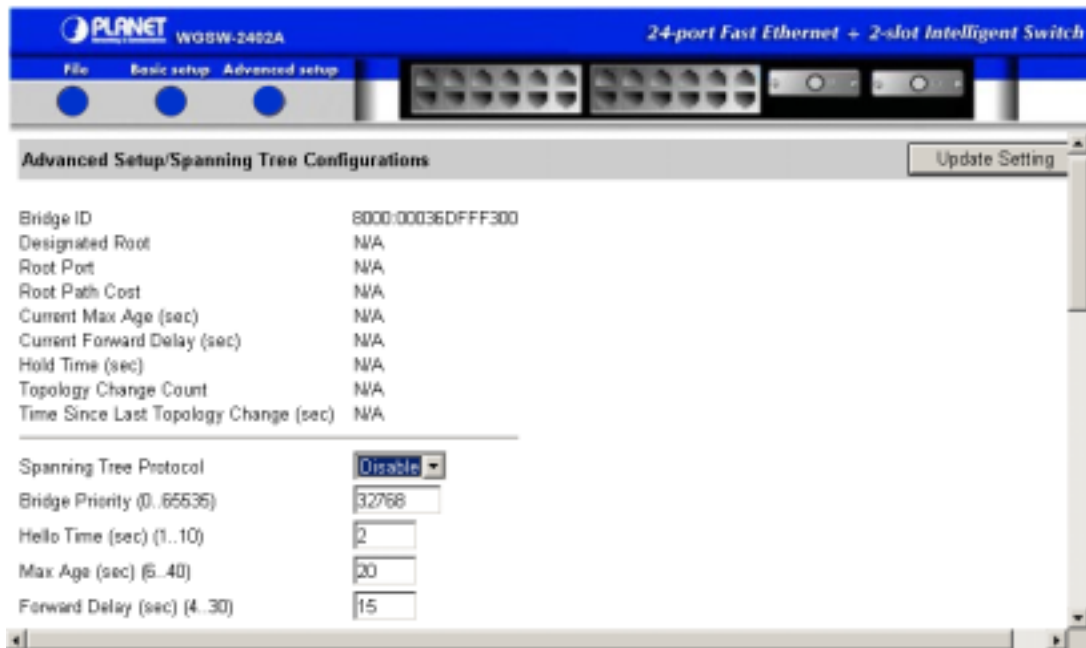 PLANET WGSW-2402A 24-port Fast Ethernet + 2-slot Intelligent Switch
File Basic setup Advanced setup
Advanced Setup/Spanning Tree Configurations Update Setting
Bridge ID 8000:00036DFFF300
Designated Root N/A
Root Port N/A
Root Path Cost N/A
Current Max Age (sec) N/A
Current Forward Delay (sec) N/A
Hold Time (sec) N/A
Topology Change Count N/A
Time Since Last Topology Change (sec) N/A
Spanning Tree Protocol Disable
Bridge Priority (0..65535) 32768
Hello Time (sec) (1..10) 2
Max Age (sec) (6..40) 20
Forward Delay (sec) (4..30) 15